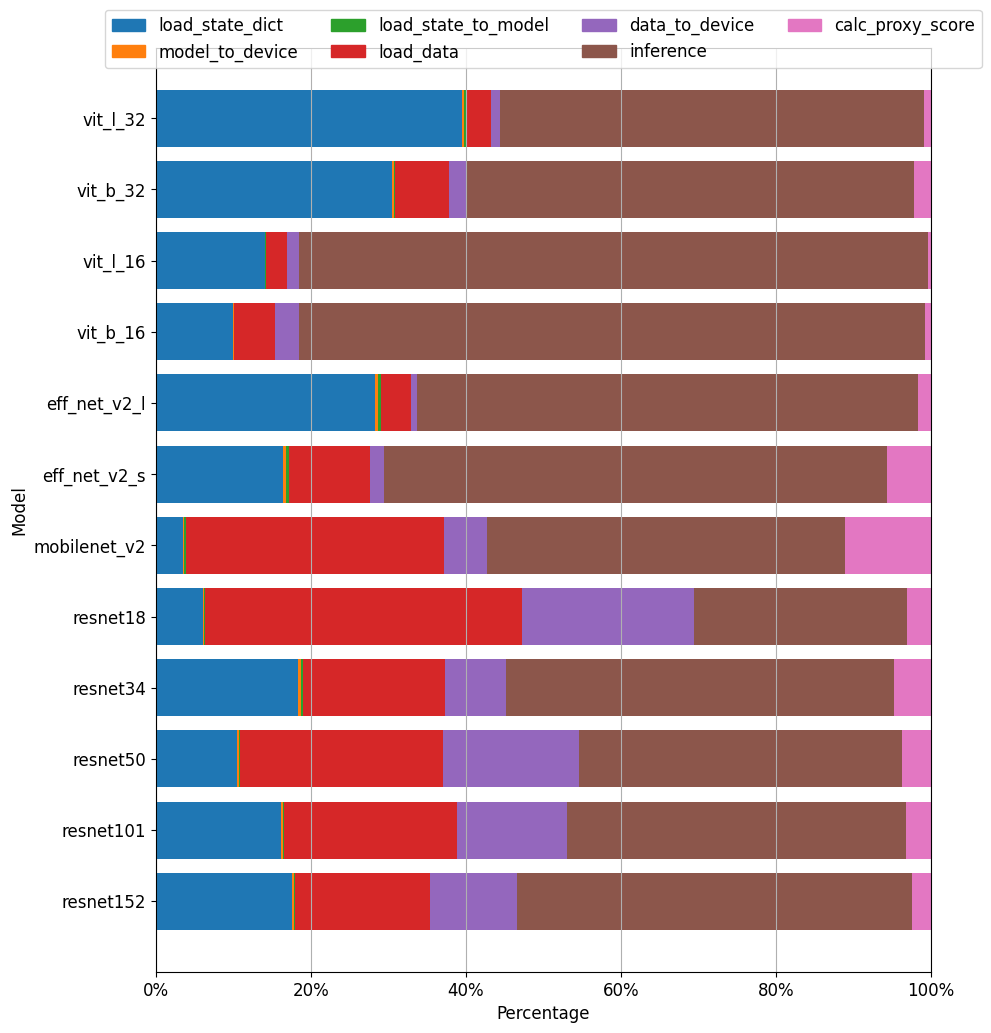 load_state_dict load_state_to_model data_to_device calc_proxy_score
model_to_device load_data inference
vit_l_32
vit_b_32
vit_l_16
vit_b_16
eff_net_v2_l
eff_net_v2_s
mobilenet_v2
resnet18
resnet34
resnet50
resnet101
resnet152
Model
0% 20% 40% 60% 80% 100%
Percentage